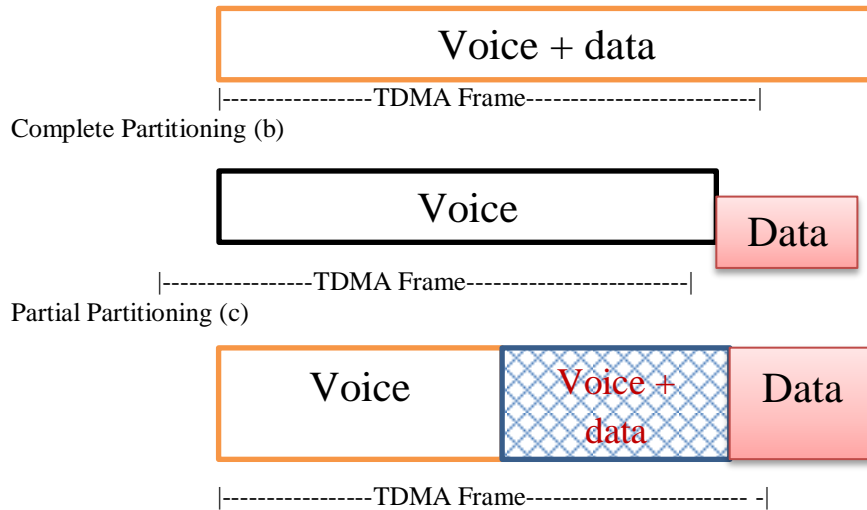 Voice + data
|-----------------TDMA Frame--------------------------|
Complete Partitioning (b)
Voice
Data
|-----------------TDMA Frame-------------------------|
Partial Partitioning (c)
Voice
Voice +
data
Data
|-----------------TDMA Frame------------------------- -|